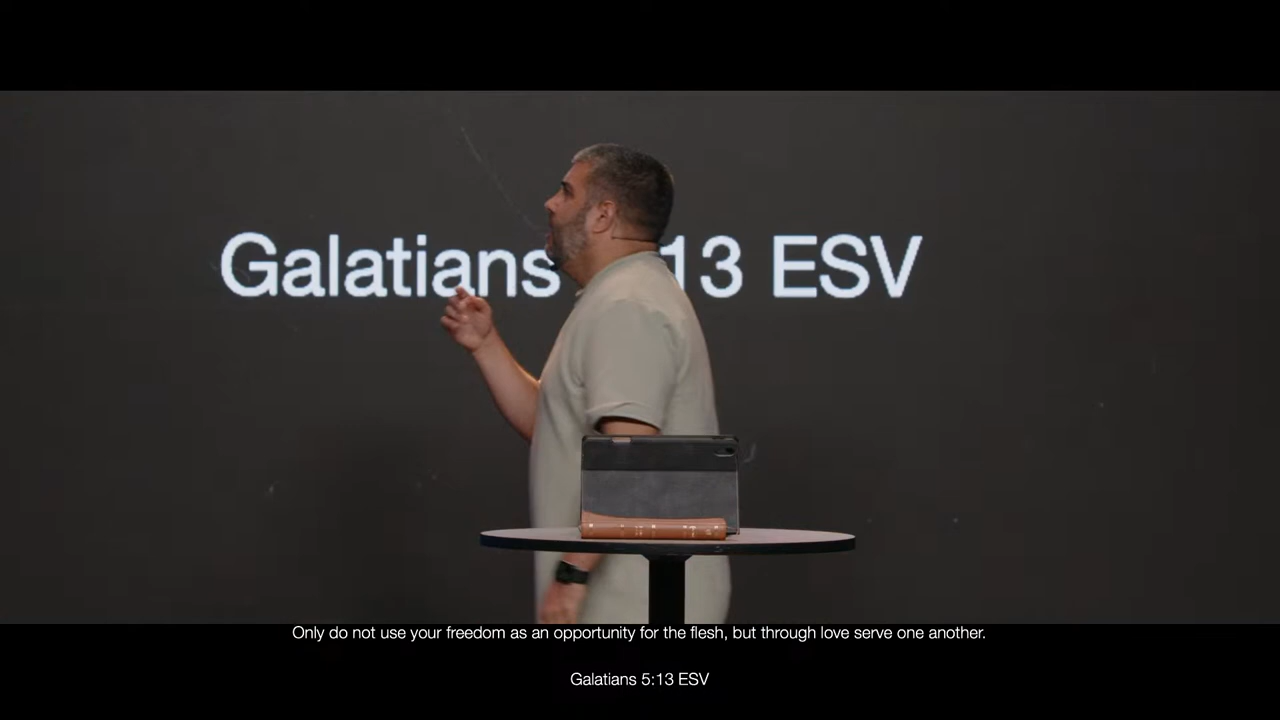 Galatians 13 ESV
Only do not use your freedom as an opportunity for the flesh, but through love serve one another.
Galatians 5:13 ESV